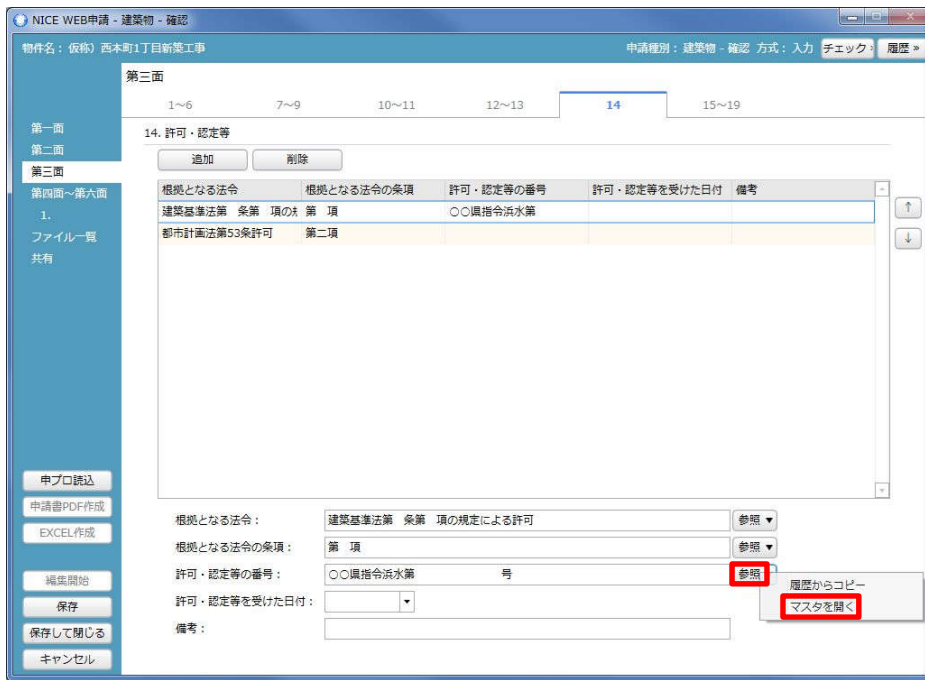 NICE WEB申請 - 建築物 - 確認
物件名：仮称）西本町1丁目新築工事
申請種別：建築物 - 確認 方式：入力
チェック»
履歴 »
第三面
1～6
7～9
10～11
12～13
14
15～19
第一面
第二面
第三面
第四面～第六面
1.
ファイル一覧
共有
14. 許可・認定等
追加
削除
根拠となる法令 根拠となる法令の条項 許可・認定等の番号 許可・認定等を受けた日付 備考
建築基準法第　条第　項の規 第　項 〇〇県指令浜水第
都市計画法第53条許可 第二項
↑
↓
申プロ読込
申請書PDF作成
EXCEL作成
編集開始
保存
保存して閉じる
キャンセル
根拠となる法令： 建築基準法第　条第　項の規定による許可 参照 ▼
根拠となる法令の条項： 第　項 参照 ▼
許可・認定等の番号： 〇〇県指令浜水第　　　　　　　号 参照
履歴からコピー
マスタを開く
許可・認定等を受けた日付：
備考：